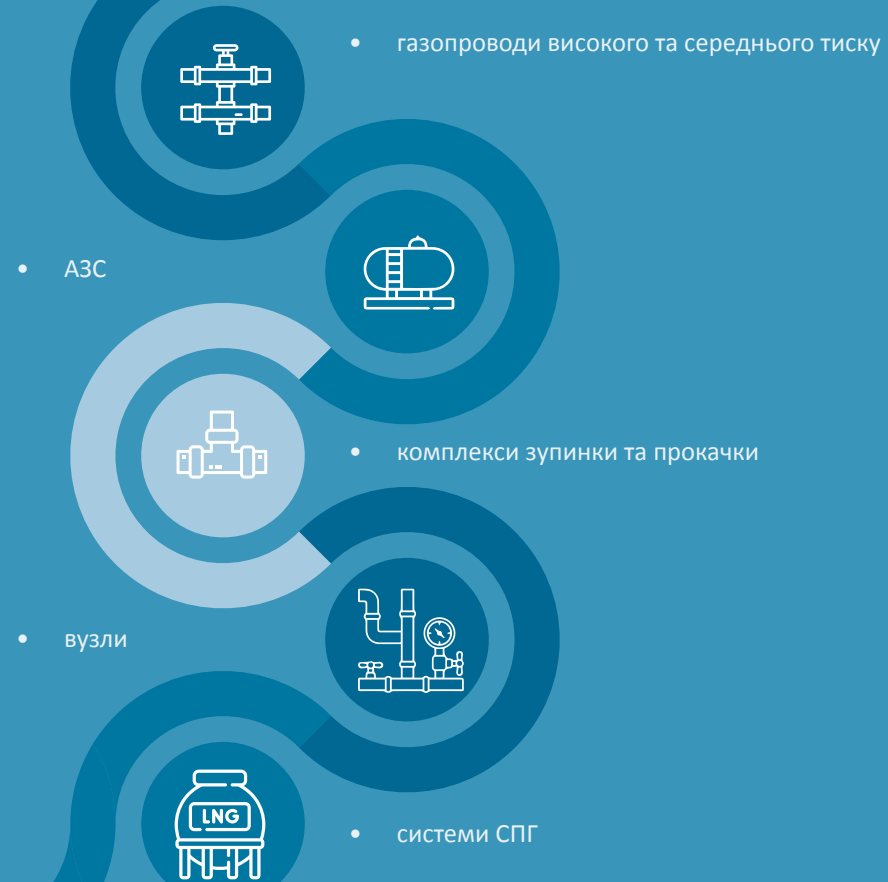 • газопроводи високого та середнього тиску
• АЗС
• комплекси зупинки та прокачки
• вузли
LNG
• системи СПГ